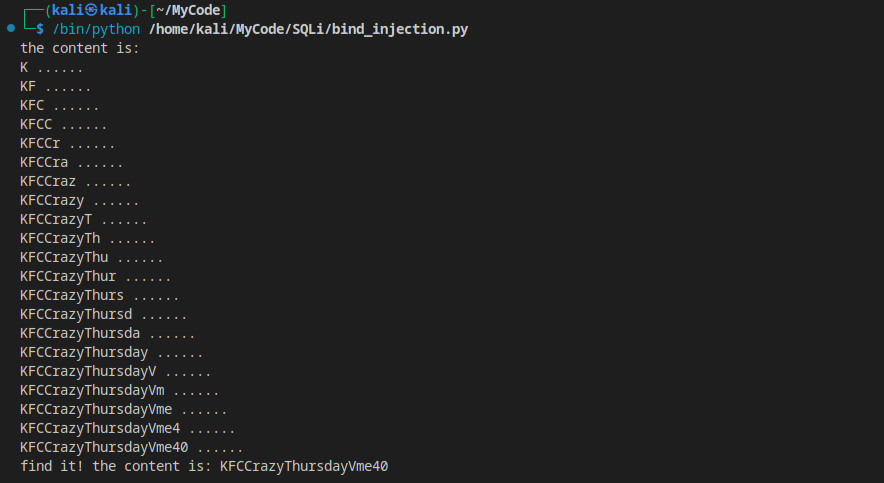 ┌──(kali㉿kali)-[~/MyCode]
└─$ /bin/python /home/kali/MyCode/SQLi/bind_injection.py
the content is:
K ......
KF ......
KFC ......
KFCC ......
KFCCr ......
KFCCra ......
KFCCraz ......
KFCCrazy ......
KFCCrazyT ......
KFCCrazyTh ......
KFCCrazyThu ......
KFCCrazyThur ......
KFCCrazyThurs ......
KFCCrazyThursd ......
KFCCrazyThursda ......
KFCCrazyThursday ......
KFCCrazyThursdayV ......
KFCCrazyThursdayVm ......
KFCCrazyThursdayVme ......
KFCCrazyThursdayVme4 ......
KFCCrazyThursdayVme40 ......
find it! the content is: KFCCrazyThursdayVme40